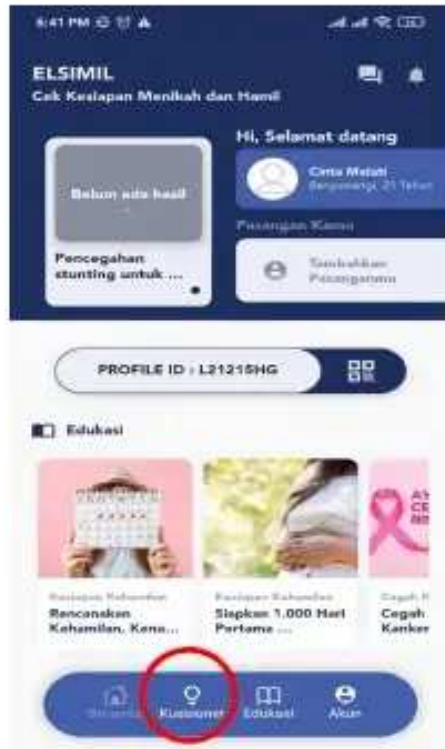 6:41 PM
ELSIMIL
Cek Kesiapan Menikah dan Hamil
Hi, Selamat datang
Belum ada hasil
Cinta Melati
Banyuwangi, 21 Tahun
Pasangan Kamu
Pencegahan
stunting untuk ...
Tambahkan
Pasanganmu
PROFILE ID : L21215HG
Edukasi
Kesiapan Kehamilan
Rencanakan
Kehamilan, Kena...
Kesiapan Kehamilan
Siapkan 1.000 Hari
Pertama ...
Cegah
Cegah
Kanker
Beranda
Kuesioner
Edukasi
Akun